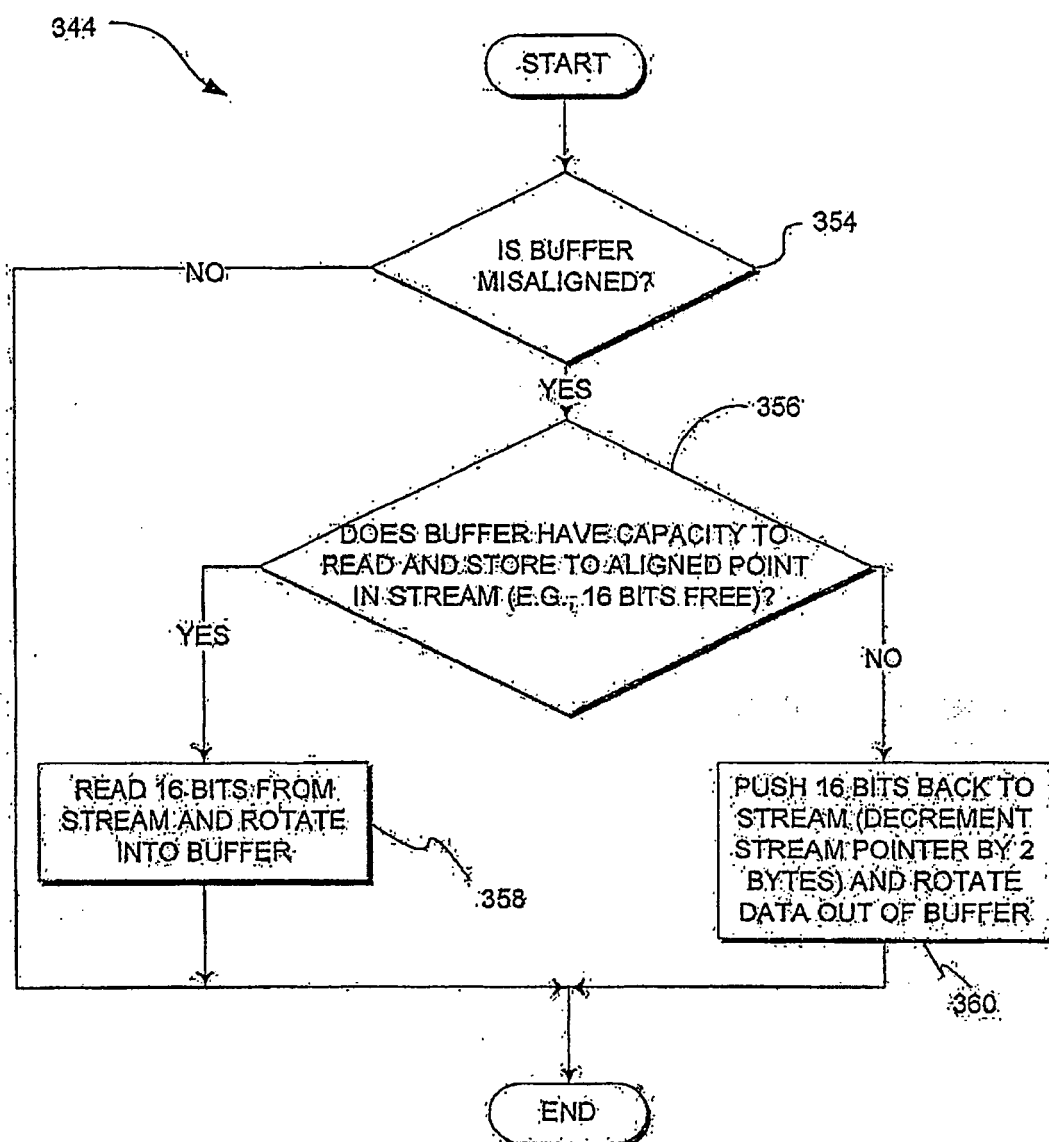 344
START
354
IS BUFFER
MISALIGNED?
NO
YES
356
DOES BUFFER HAVE CAPACITY TO
READ AND STORE TO ALIGNED POINT
IN STREAM (E.G., 16 BITS FREE)?
YES
NO
READ 16 BITS FROM
STREAM AND ROTATE
INTO BUFFER
358
PUSH 16 BITS BACK TO
STREAM (DECREMENT
STREAM POINTER BY 2
BYTES) AND ROTATE
DATA OUT OF BUFFER
360
END